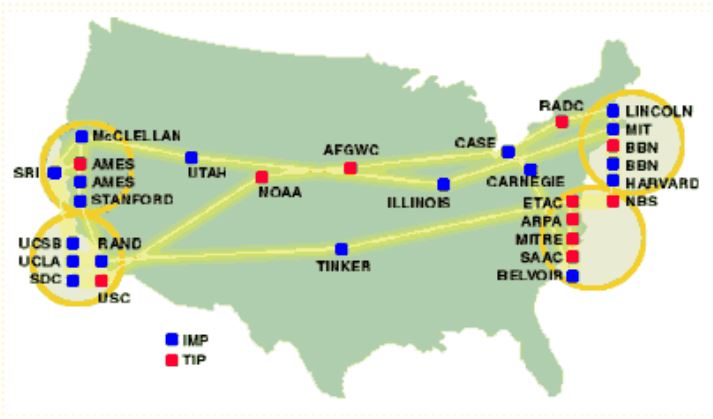 RADC
LINCOLN
MIT
BBN
BBN
HARVARD
NBS
McCLELLAN
CASE
AFGWC
SRI
AMES
AMES
STANFORD
UTAH
NOAA
ILLINOIS
CARNEGIE
ETAC
ARPA
MITRE
SAAC
BELVOIR
UCSB
RAND
UCLA
SDC
USC
TINKER
IMP
TIP